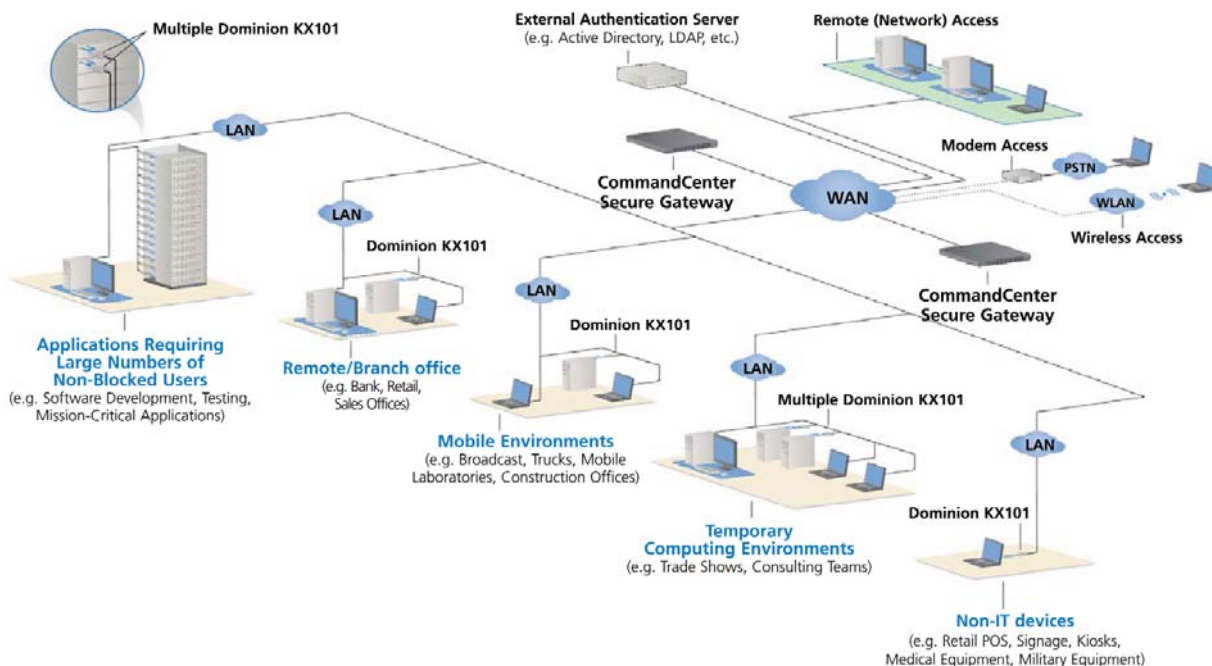 Multiple Dominion KX101
External Authentication Server
(e.g. Active Directory, LDAP, etc.)
Remote (Network) Access
LAN
CommandCenter
Secure Gateway
Modem Access
PSTN
WAN
WLAN
Wireless Access
LAN
Dominion KX101
LAN
CommandCenter
Secure Gateway
Applications Requiring
Large Numbers of
Non-Blocked Users
(e.g. Software Development, Testing,
Mission-Critical Applications)
Remote/Branch office
(e.g. Bank, Retail,
Sales Offices)
Dominion KX101
LAN
Mobile Environments
(e.g. Broadcast, Trucks, Mobile
Laboratories, Construction Offices)
Multiple Dominion KX101
LAN
Temporary
Computing Environments
(e.g. Trade Shows, Consulting Teams)
Dominion KX101
Non-IT devices
(e.g. Retail POS, Signage, Kiosks,
Medical Equipment, Military Equipment)